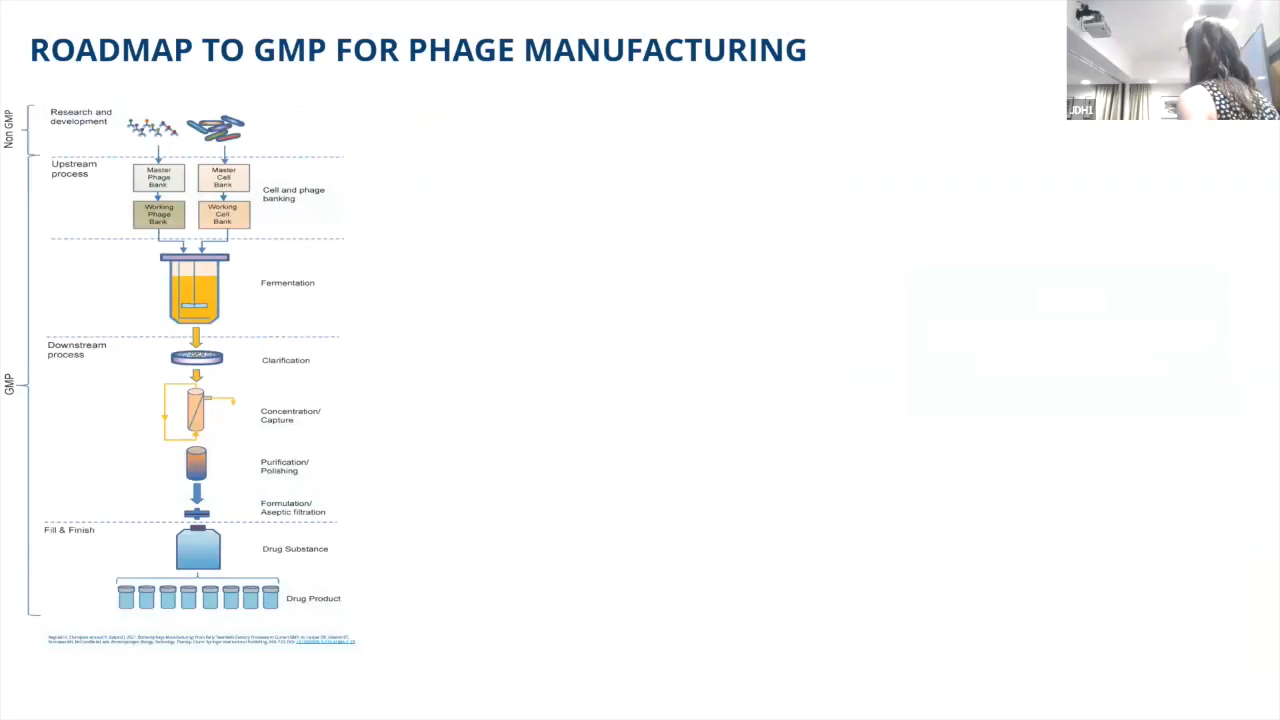 ROADMAP TO GMP FOR PHAGE MANUFACTURING
JDH1
Non GMP
Research and
development
Upstream
process
Master
Phage
Bank
Master
Cell
Bank
Working
Phage
Bank
Working
Cell
Bank
Cell and phage
banking
Fermentation
GMP
Downstream
process
Clarification
Concentration/
Capture
Purification/
Polishing
Formulation/
Aseptic filtration
Fill & Finish
Drug Substance
Drug Product